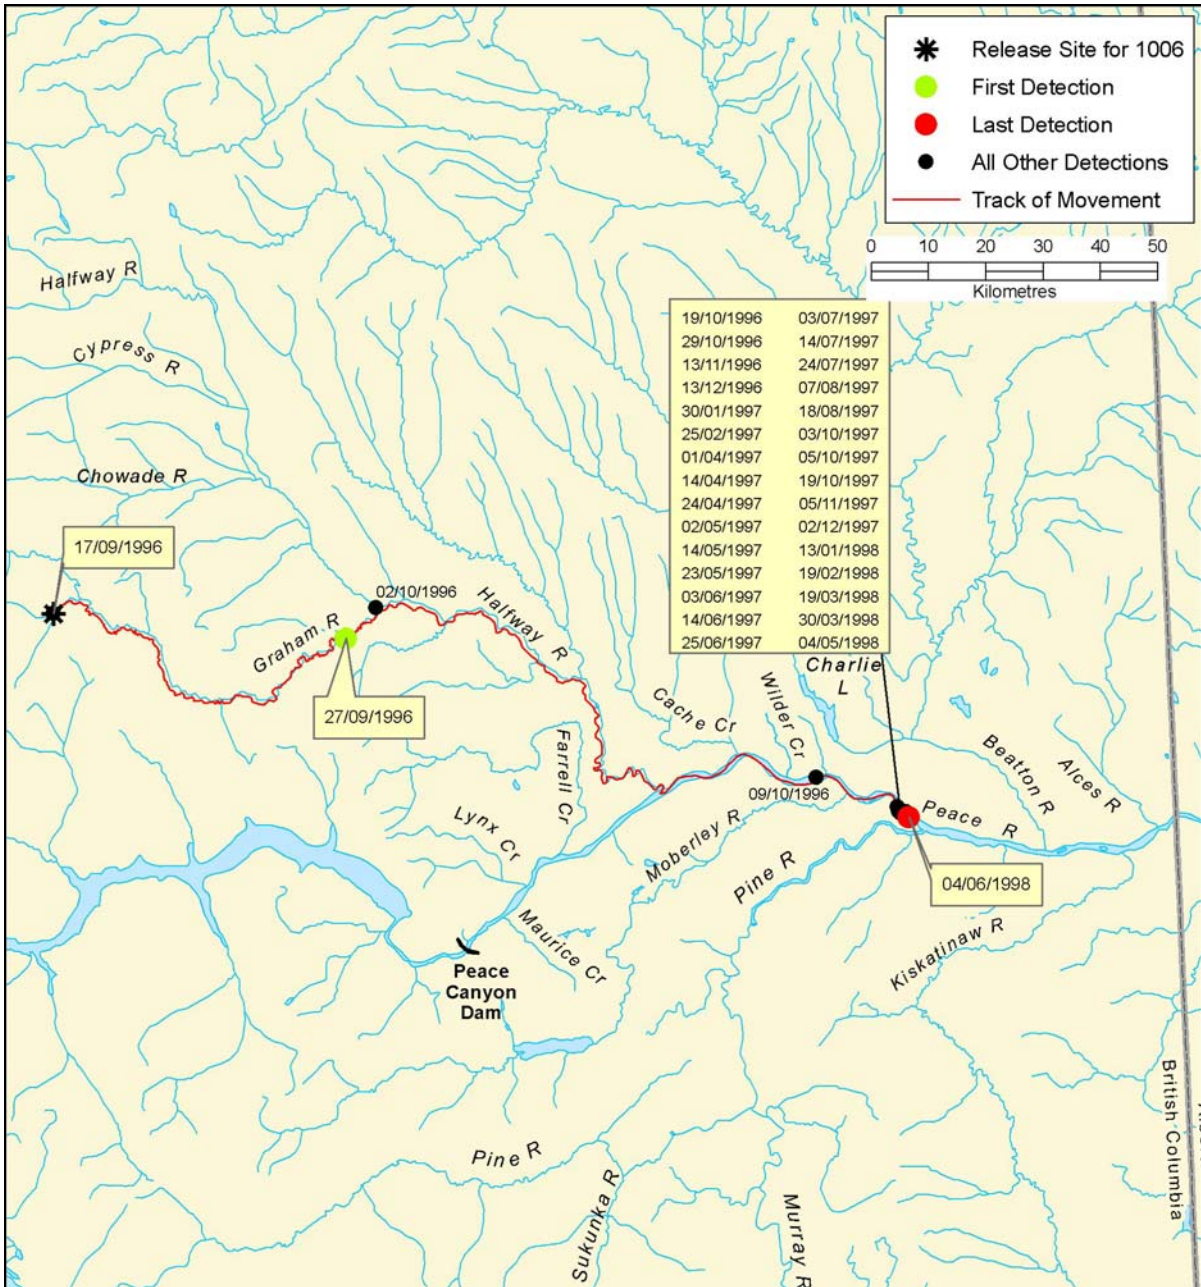 Release Site for 1006
First Detection
Last Detection
All Other Detections
Track of Movement
0 10 20 30 40 50
Kilometres
Halfway R
Cypress R
Chowade R
17/09/1996
19/10/1996 03/07/1997
29/10/1996 14/07/1997
13/11/1996 24/07/1997
13/12/1996 07/08/1997
30/01/1997 18/08/1997
25/02/1997 03/10/1997
01/04/1997 05/10/1997
14/04/1997 19/10/1997
24/04/1997 05/11/1997
02/05/1997 02/12/1997
14/05/1997 13/01/1998
23/05/1997 19/02/1998
03/06/1997 19/03/1998
14/06/1997 30/03/1998
25/06/1997 04/05/1998
02/10/1996
Graham R
Halfway R
27/09/1996
Charlie
L
Cache Cr
Wilder Cr
Farrell Cr
Lynx Cr
09/10/1996
Beatton R
Alces R
Peace R
Moberley R
Pine R
04/06/1998
Maurice Cr
Kiskatinaw R
Peace
Canyon
Dam
Pine R
Sukunka R
Murray R
British Columbia